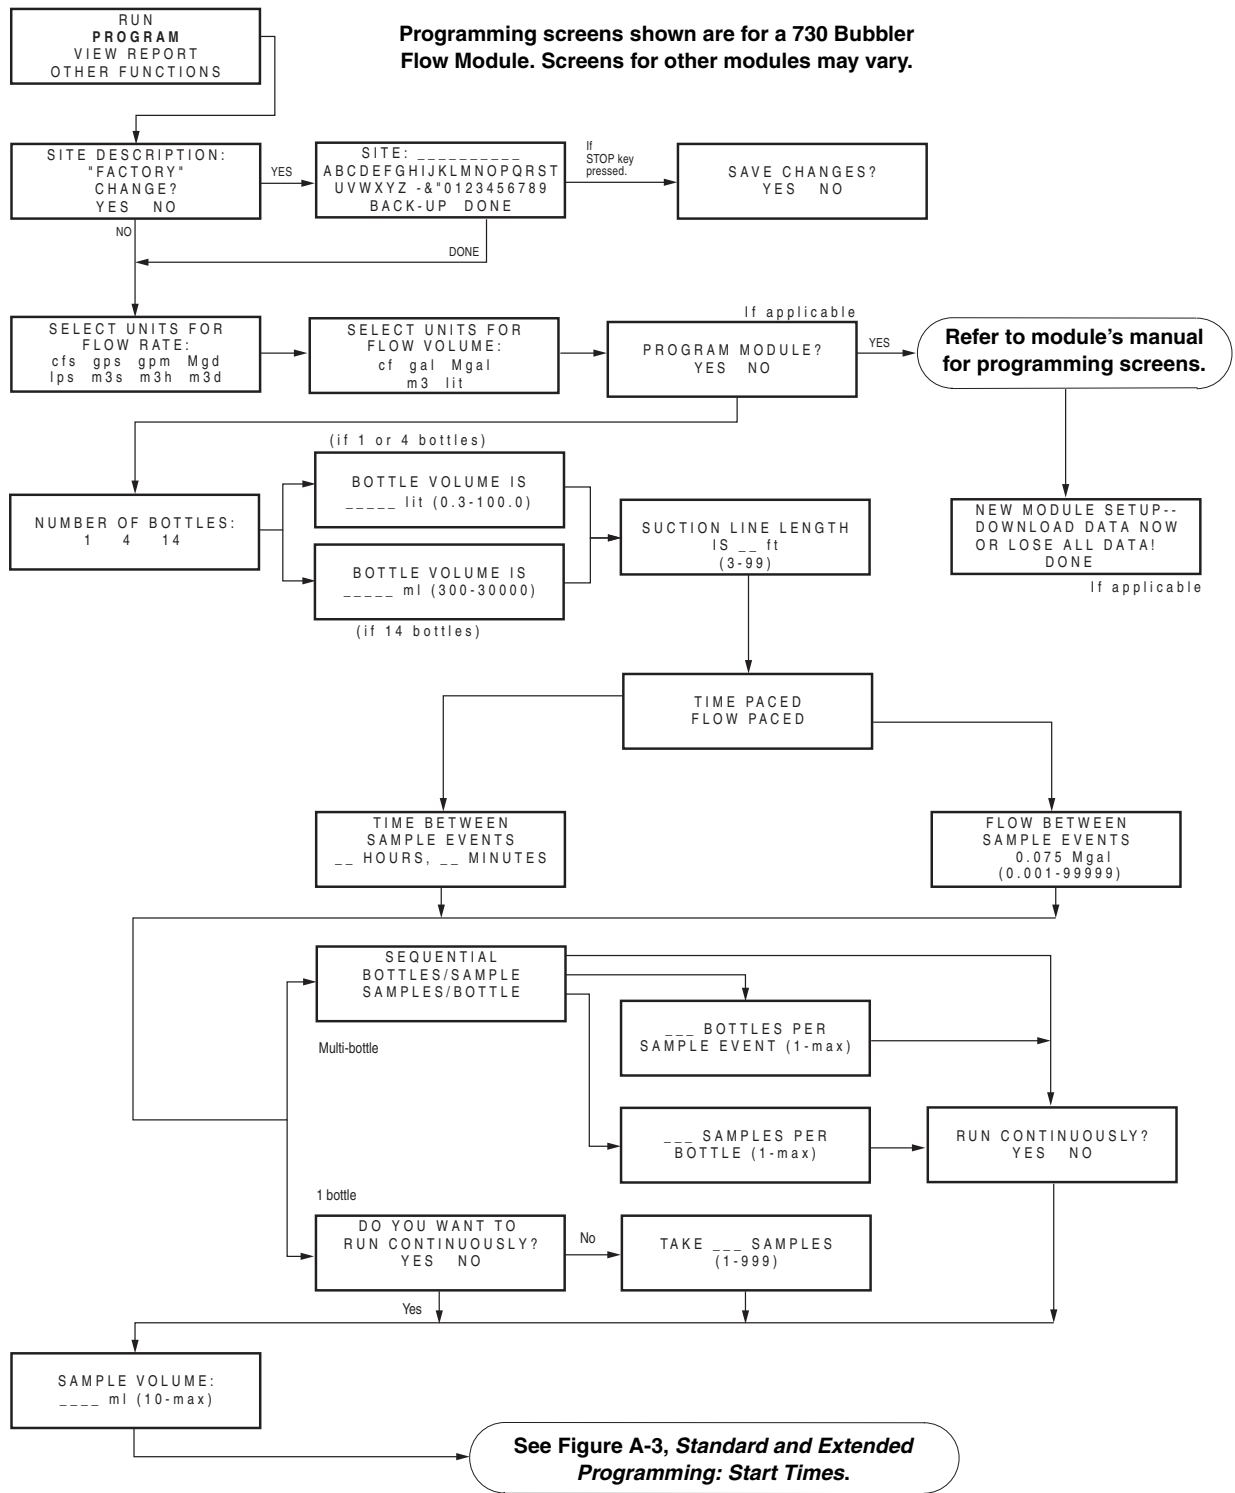 RUN
PROGRAM
VIEW REPORT
OTHER FUNCTIONS
Programming screens shown are for a 730 Bubbler
Flow Module. Screens for other modules may vary.
SITE DESCRIPTION:
"FACTORY"
CHANGE?
YES NO
YES
SITE: __________
ABCDEFGHIJKLMNOPQRST
UVWXYZ -&"0123456789
BACK-UP DONE
If
STOP key
pressed.
SAVE CHANGES?
YES NO
NO
DONE
SELECT UNITS FOR
FLOW RATE:
cfs gps gpm Mgd
lps m3s m3h m3d
SELECT UNITS FOR
FLOW VOLUME:
cf gal Mgal
m3 lit
If applicable
PROGRAM MODULE?
YES NO
YES
Refer to module’s manual
for programming screens.
NUMBER OF BOTTLES:
1 4 14
(if 1 or 4 bottles)
BOTTLE VOLUME IS
_____ lit (0.3-100.0)
BOTTLE VOLUME IS
_____ ml (300-30000)
(if 14 bottles)
SUCTION LINE LENGTH
IS __ ft
(3-99)
NEW MODULE SETUP--
DOWNLOAD DATA NOW
OR LOSE ALL DATA!
DONE
If applicable
TIME PACED
FLOW PACED
TIME BETWEEN
SAMPLE EVENTS
__ HOURS, __ MINUTES
FLOW BETWEEN
SAMPLE EVENTS
0.075 Mgal
(0.001-99999)
SEQUENTIAL
BOTTLES/SAMPLE
SAMPLES/BOTTLE
Multi-bottle
___ BOTTLES PER
SAMPLE EVENT (1-max)
___ SAMPLES PER
BOTTLE (1-max)
RUN CONTINUOUSLY?
YES NO
1 bottle
DO YOU WANT TO
RUN CONTINUOUSLY?
YES NO
No
TAKE ___ SAMPLES
(1-999)
Yes
SAMPLE VOLUME:
____ ml (10-max)
See Figure A-3, Standard and Extended
Programming: Start Times.